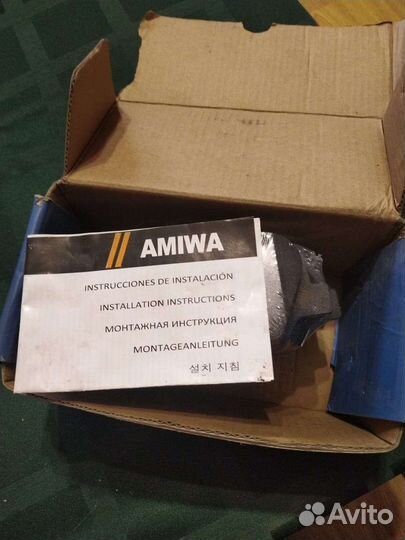 AMIWA
INSTRUCCIONES DE INSTALACIÓN
INSTALLATION INSTRUCTIONS
МОНТАЖНАЯ ИНСТРУКЦИЯ
MONTAGEANLEITUNG
설치 지침
Avito